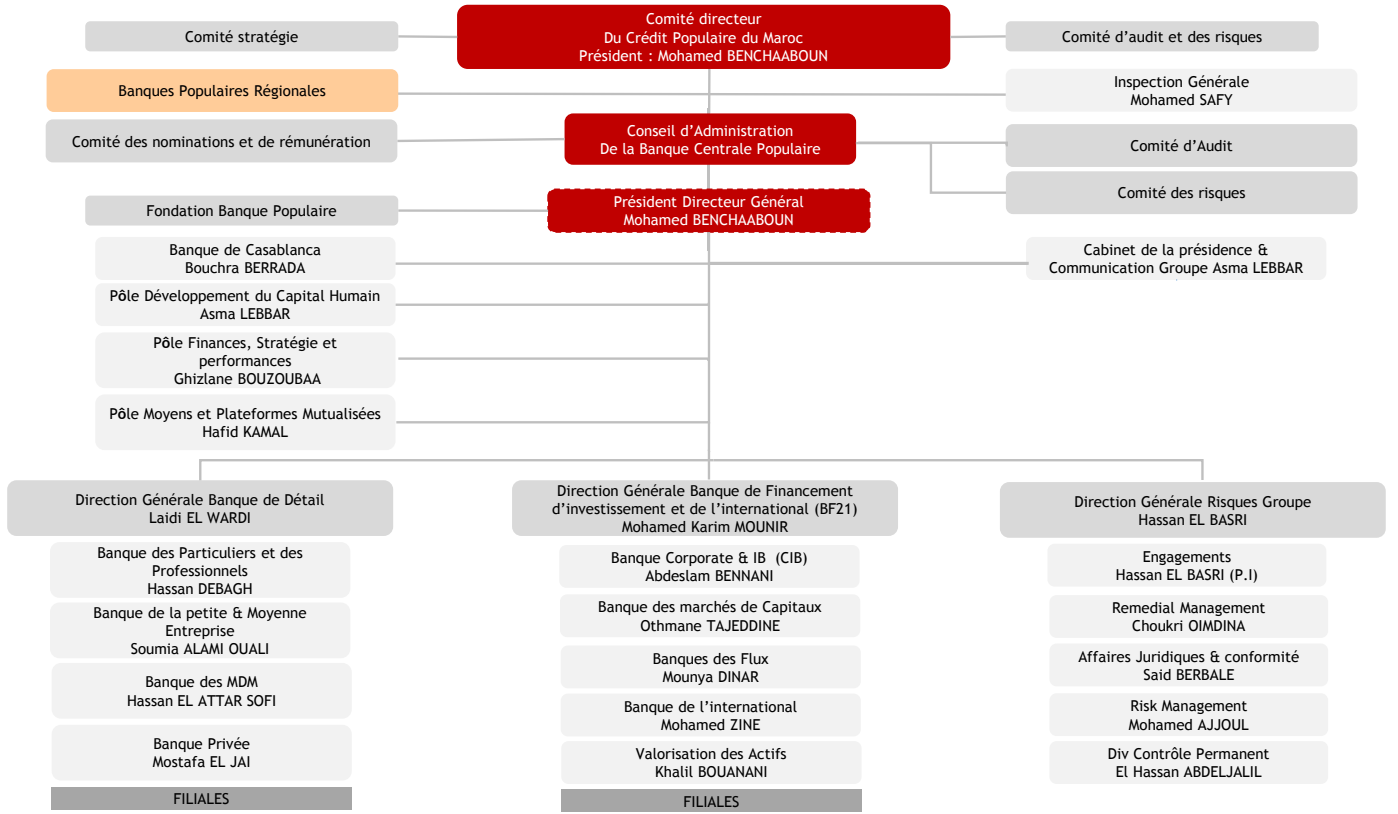 Comité directeur
Du Crédit Populaire du Maroc
Président : Mohamed BENCHAABOUN
Comité stratégie
Comité d'audit et des risques
Banques Populaires Régionales
Inspection Générale
Mohamed SAFY
Comité des nominations et de rémunération
Conseil d'Administration
De la Banque Centrale Populaire
Comité d'Audit
Comité des risques
Fondation Banque Populaire
Président Directeur Général
Mohamed BENCHAABOUN
Banque de Casablanca
Bouchra BERRADA
Cabinet de la présidence &
Communication Groupe Asma LEBBAR
Pôle Développement du Capital Humain
Asma LEBBAR
Pôle Finances, Stratégie et
performances
Ghizlane BOUZOUBAA
Pôle Moyens et Plateformes Mutualisées
Hafid KAMAL
Direction Générale Banque de Détail
Laidi EL WARDI
Banque des Particuliers et des
Professionnels
Hassan DEBAGH
Banque de la petite & Moyenne
Entreprise
Soumia ALAMI OUALI
Banque des MDM
Hassan EL ATTAR SOFI
Banque Privée
Mostafa EL JAI
FILIALES
Direction Générale Banque de Financement
d'investissement et de l'international (BF21)
Mohamed Karim MOUNIR
Banque Corporate & IB (CIB)
Abdeslam BENNANI
Banque des marchés de Capitaux
Othmane TAJEDDINE
Banques des Flux
Mounya DINAR
Banque de l'international
Mohamed ZINE
Valorisation des Actifs
Khalil BOUANANI
FILIALES
Direction Générale Risques Groupe
Hassan EL BASRI
Engagements
Hassan EL BASRI (P.I)
Remedial Management
Choukri OIMDINA
Affaires Juridiques & conformité
Said BERBALE
Risk Management
Mohamed AJJOUL
Div Contrôle Permanent
El Hassan ABDELJALIL